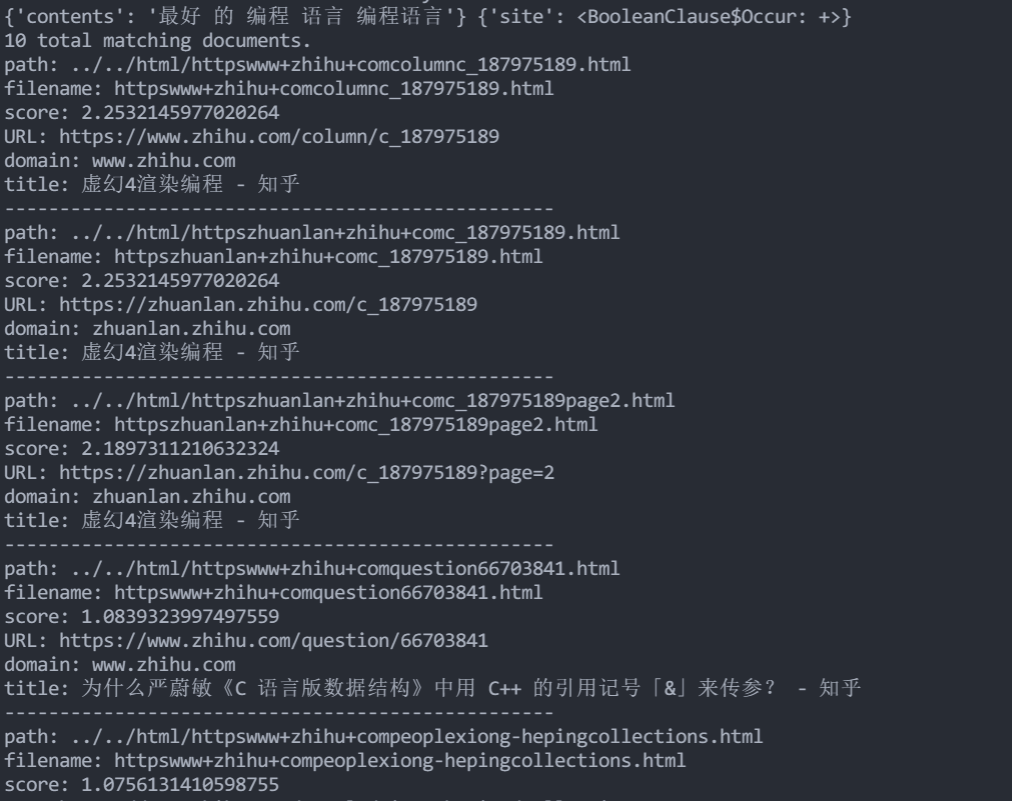 {'contents': '最好 的 编程 语言 编程语言'} {'site': <BooleanClause$Occur: +>}
10 total matching documents.
path: ../../html/httpswww+zhihu+comcolumnc_187975189.html
filename: httpswww+zhihu+comcolumnc_187975189.html
score: 2.2532145977020264
URL: https://www.zhihu.com/column/c_187975189
domain: www.zhihu.com
title: 虚幻4渲染编程 - 知乎
--------------------------------------------------
path: ../../html/httpszhuanlan+zhihu+comc_187975189.html
filename: httpszhuanlan+zhihu+comc_187975189.html
score: 2.2532145977020264
URL: https://zhuanlan.zhihu.com/c_187975189
domain: zhuanlan.zhihu.com
title: 虚幻4渲染编程 - 知乎
--------------------------------------------------
path: ../../html/httpszhuanlan+zhihu+comc_187975189page2.html
filename: httpszhuanlan+zhihu+comc_187975189page2.html
score: 2.1897311210632324
URL: https://zhuanlan.zhihu.com/c_187975189?page=2
domain: zhuanlan.zhihu.com
title: 虚幻4渲染编程 - 知乎
--------------------------------------------------
path: ../../html/httpswww+zhihu+comquestion66703841.html
filename: httpswww+zhihu+comquestion66703841.html
score: 1.0839323997497559
URL: https://www.zhihu.com/question/66703841
domain: www.zhihu.com
title: 为什么严蔚敏《C 语言版数据结构》中用 C++ 的引用记号「&」来传参？ - 知乎
--------------------------------------------------
path: ../../html/httpswww+zhihu+compeoplexiong-hepingcollections.html
filename: httpswww+zhihu+compeoplexiong-hepingcollections.html
score: 1.0756131410598755